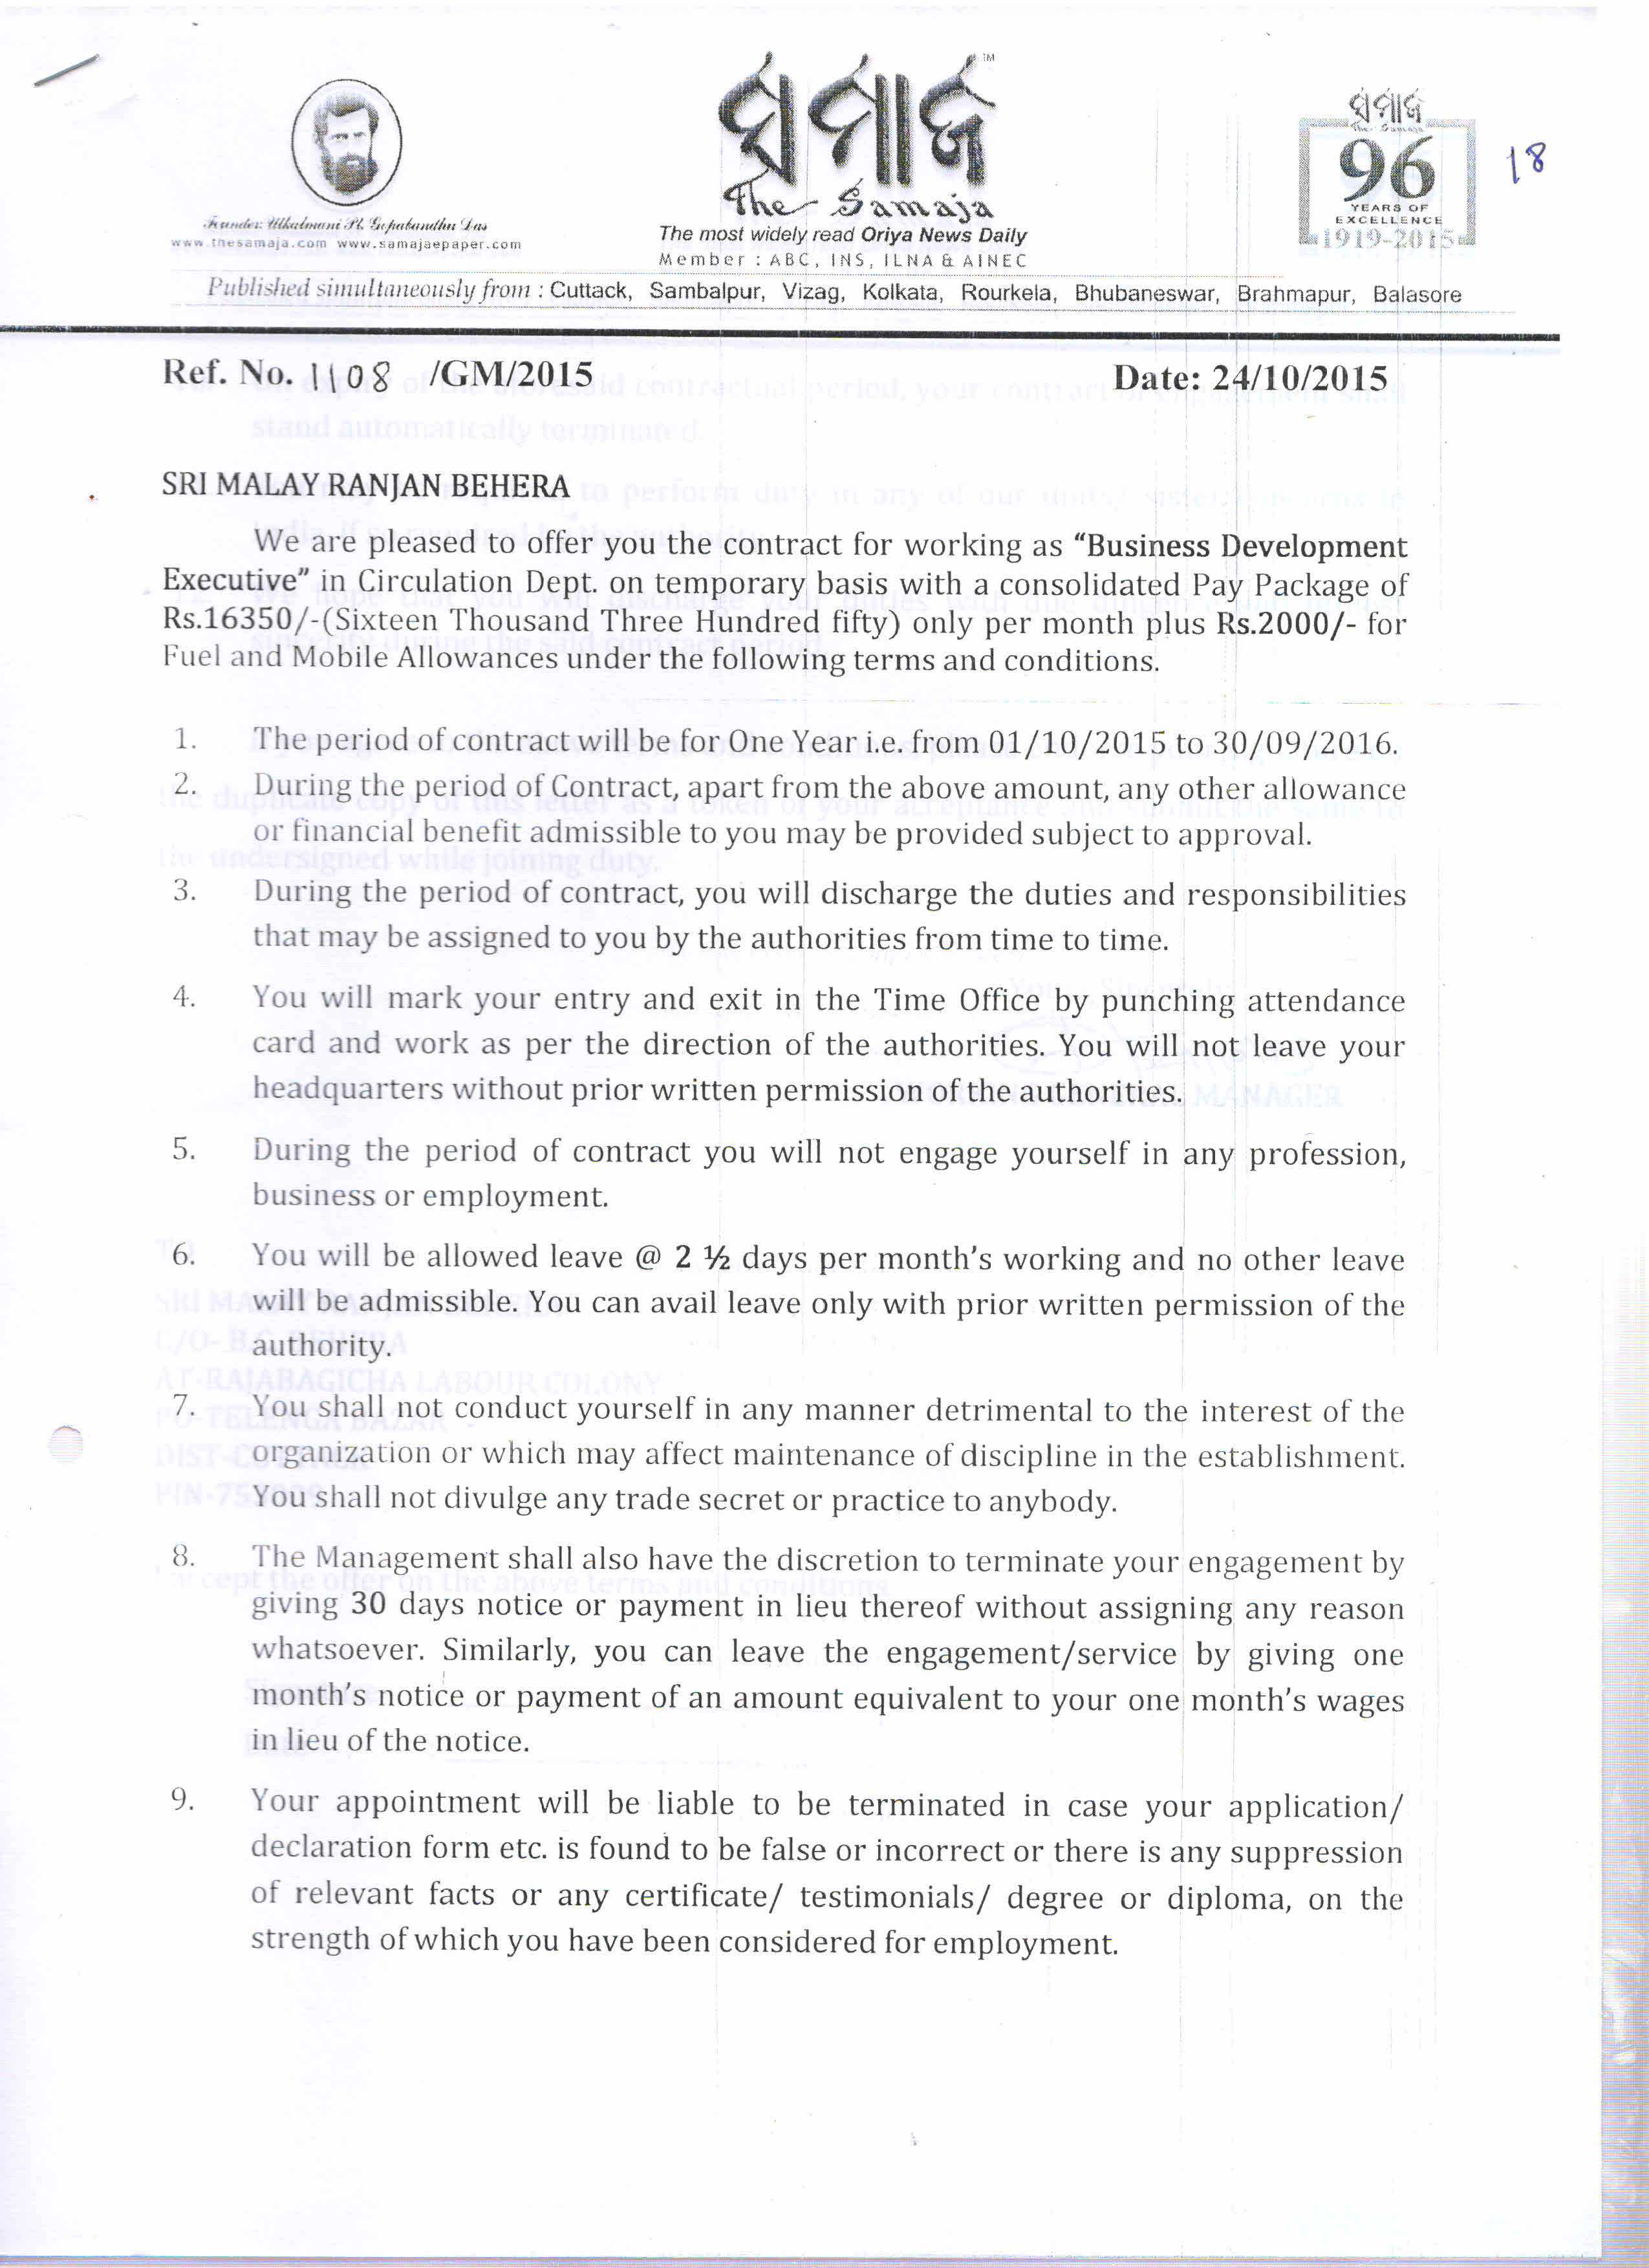 ସମାଜ TM
The Samaja
The most widely read Oriya News Daily
Member : ABC, INS, ILNA & AINEC
Founder: Utkalmani Pt. Gopabandhu Das
www.thesamaja.com www.samajaepaper.com
ସମାଜ
The Samaja
96
YEARS OF
EXCELLENCE
1919-2015
18
Published simultaneously from : Cuttack, Sambalpur, Vizag, Kolkata, Rourkela, Bhubaneswar, Brahmapur, Balasore
Ref. No. 1108 /GM/2015 Date: 24/10/2015
SRI MALAY RANJAN BEHERA
We are pleased to offer you the contract for working as “Business Development
Executive” in Circulation Dept. on temporary basis with a consolidated Pay Package of
Rs.16350/-(Sixteen Thousand Three Hundred fifty) only per month plus Rs.2000/- for
Fuel and Mobile Allowances under the following terms and conditions.
1. The period of contract will be for One Year i.e. from 01/10/2015 to 30/09/2016.
2. During the period of Contract, apart from the above amount, any other allowance
or financial benefit admissible to you may be provided subject to approval.
3. During the period of contract, you will discharge the duties and responsibilities
that may be assigned to you by the authorities from time to time.
4. You will mark your entry and exit in the Time Office by punching attendance
card and work as per the direction of the authorities. You will not leave your
headquarters without prior written permission of the authorities.
5. During the period of contract you will not engage yourself in any profession,
business or employment.
6. You will be allowed leave @ 2 ½ days per month's working and no other leave
will be admissible. You can avail leave only with prior written permission of the
authority.
7. You shall not conduct yourself in any manner detrimental to the interest of the
organization or which may affect maintenance of discipline in the establishment.
You shall not divulge any trade secret or practice to anybody.
8. The Management shall also have the discretion to terminate your engagement by
giving 30 days notice or payment in lieu thereof without assigning any reason
whatsoever. Similarly, you can leave the engagement/service by giving one
month's notice or payment of an amount equivalent to your one month's wages
in lieu of the notice.
9. Your appointment will be liable to be terminated in case your application/
declaration form etc. is found to be false or incorrect or there is any suppression
of relevant facts or any certificate/ testimonials/ degree or diploma, on the
strength of which you have been considered for employment.